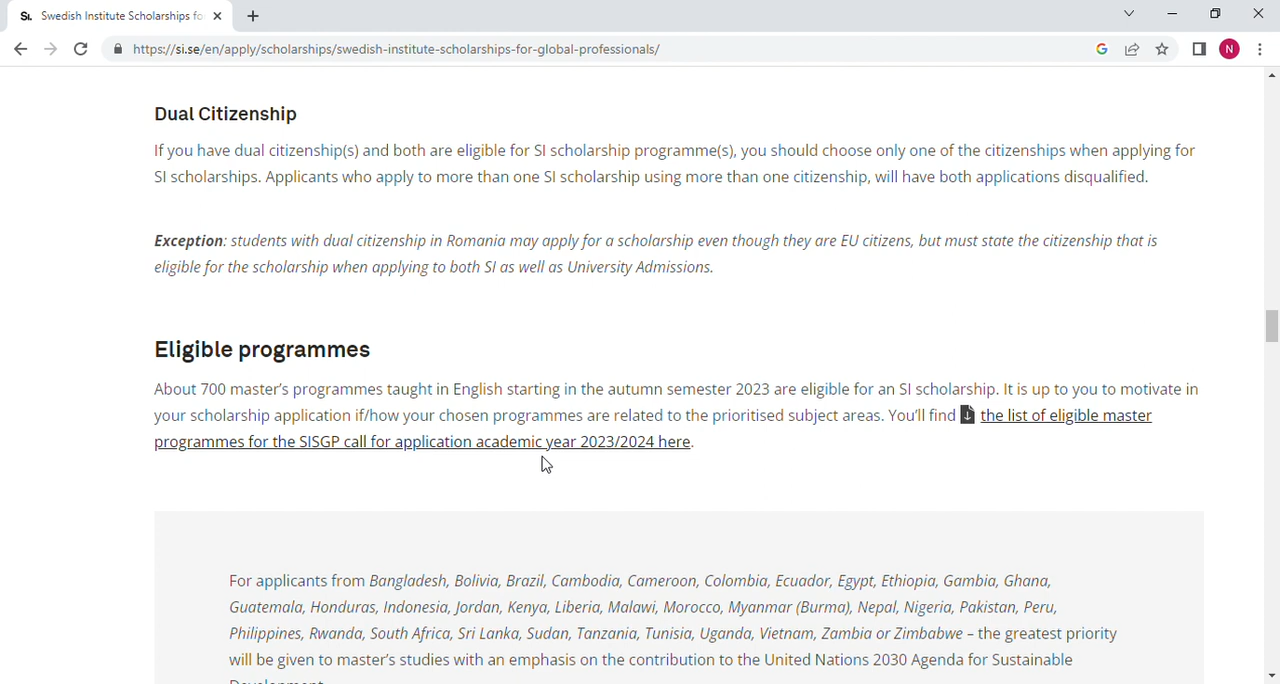 Si. Swedish Institute Scholarships fo
https://si.se/en/apply/scholarships/swedish-institute-scholarships-for-global-professionals/
N
Dual Citizenship
If you have dual citizenship(s) and both are eligible for SI scholarship programme(s), you should choose only one of the citizenships when applying for
SI scholarships. Applicants who apply to more than one SI scholarship using more than one citizenship, will have both applications disqualified.
Exception: students with dual citizenship in Romania may apply for a scholarship even though they are EU citizens, but must state the citizenship that is
eligible for the scholarship when applying to both SI as well as University Admissions.
Eligible programmes
About 700 master's programmes taught in English starting in the autumn semester 2023 are eligible for an SI scholarship. It is up to you to motivate in
your scholarship application if/how your chosen programmes are related to the prioritised subject areas. You'll find the list of eligible master
programmes for the SISGP call for application academic year 2023/2024 here.
For applicants from Bangladesh, Bolivia, Brazil, Cambodia, Cameroon, Colombia, Ecuador, Egypt, Ethiopia, Gambia, Ghana,
Guatemala, Honduras, Indonesia, Jordan, Kenya, Liberia, Malawi, Morocco, Myanmar (Burma), Nepal, Nigeria, Pakistan, Peru,
Philippines, Rwanda, South Africa, Sri Lanka, Sudan, Tanzania, Tunisia, Uganda, Vietnam, Zambia or Zimbabwe – the greatest priority
will be given to master's studies with an emphasis on the contribution to the United Nations 2030 Agenda for Sustainable
Development